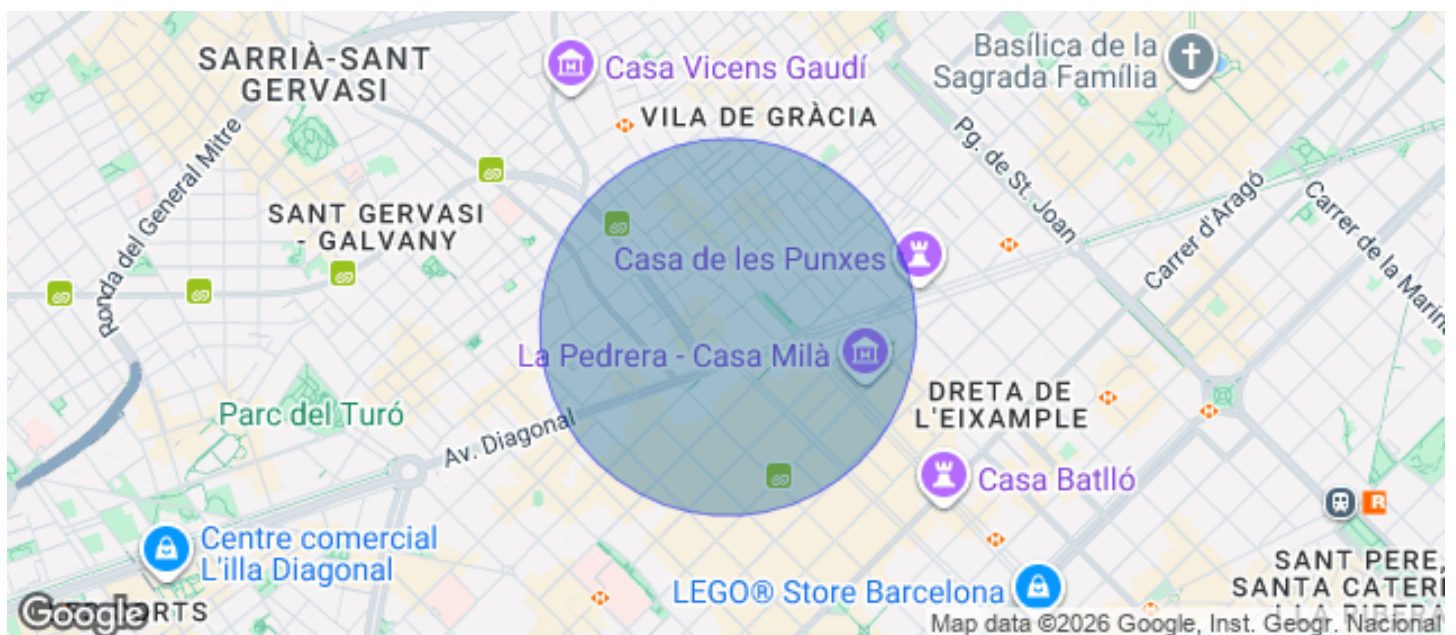 SARRIÀ-SANT
GERVASI
Casa Vicens Gaudí
Basílica de la
Sagrada Família
VILA DE GRÀCIA
Ronda del General Mitre
Pg. de St. Joan
Carrer d'Aragó
Carrer de la Marina
SANT GERVASI
- GALVANY
Casa de les Punxes
La Pedrera - Casa Milà
Parc del Turó
Av. Diagonal
DRETA DE
L'EIXAMPLE
Casa Batlló
R
Centre comercial
L'illa Diagonal
LEGO® Store Barcelona
SANT PERE,
SANTA CATERI
I LA RIBERA
Google
ORTS
Map data ©2026 Google, Inst. Geogr. Nacional